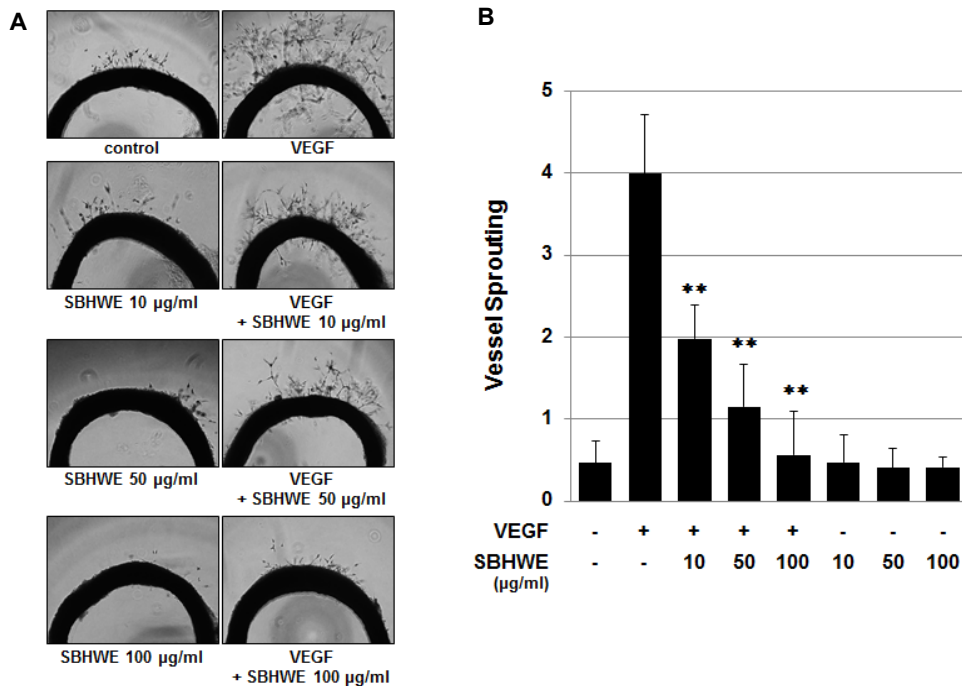 A
control
VEGF
SBHWE 10 µg/ml
VEGF
+ SBHWE 10 µg/ml
SBHWE 50 µg/ml
VEGF
+ SBHWE 50 µg/ml
SBHWE 100 µg/ml
VEGF
+ SBHWE 100 µg/ml
B
Vessel Sprouting
5
4
3
2
1
0
**
**
**
VEGF - + + + + - - -
SBHWE - - 10 50 100 10 50 100
(µg/ml)